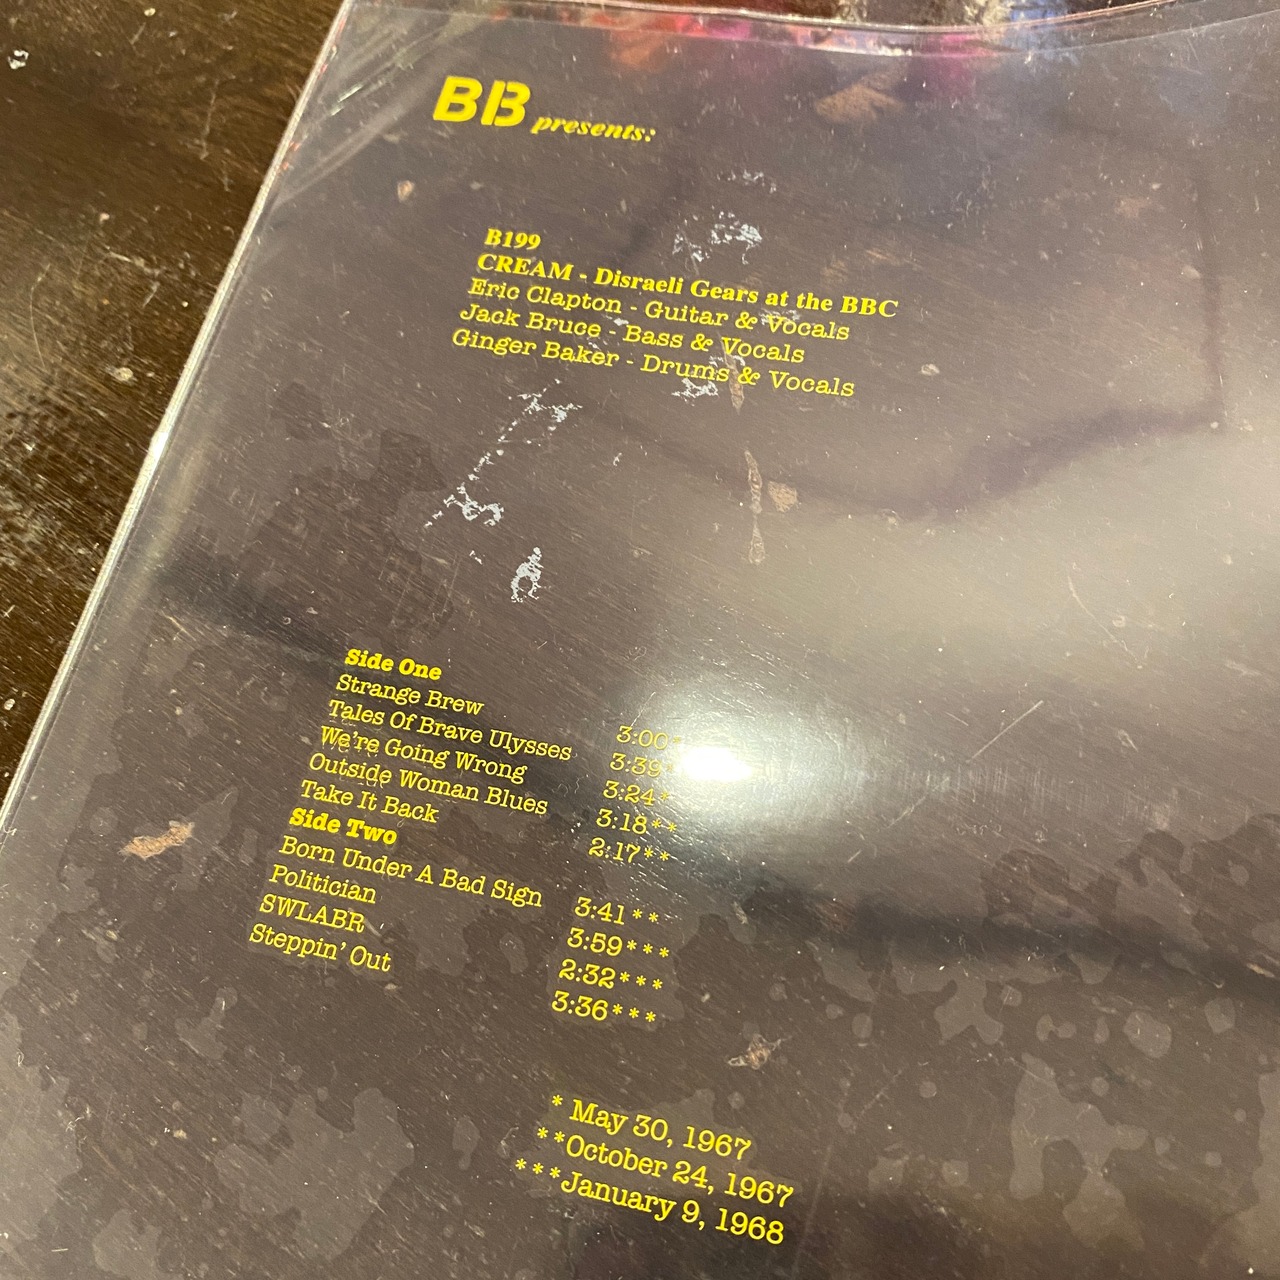 BB presents:
B199
CREAM - Disraeli Gears at the BBC
Eric Clapton - Guitar & Vocals
Jack Bruce - Bass & Vocals
Ginger Baker - Drums & Vocals
Side One
Strange Brew 3:00*
Tales Of Brave Ulysses 3:39*
We're Going Wrong 3:24*
Outside Woman Blues 3:18**
Take It Back 2:17**
Side Two
Born Under A Bad Sign 3:41**
Politician 3:59***
SWLABR 2:32***
Steppin' Out 3:36***
* May 30, 1967
**October 24, 1967
***January 9, 1968